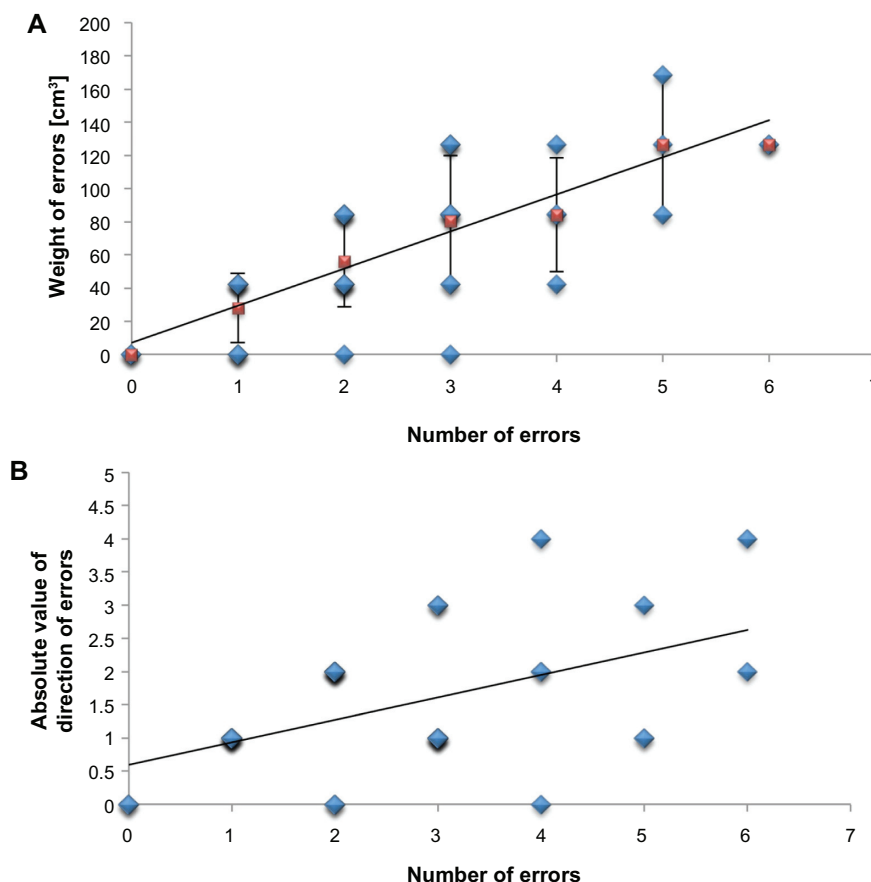 A
Weight of errors [cm³]
200
180
160
140
120
100
80
60
40
20
0
0 1 2 3 4 5 6
Number of errors
B
Absolute value of
direction of errors
5
4.5
4
3.5
3
2.5
2
1.5
1
0.5
0
0 1 2 3 4 5 6 7
Number of errors